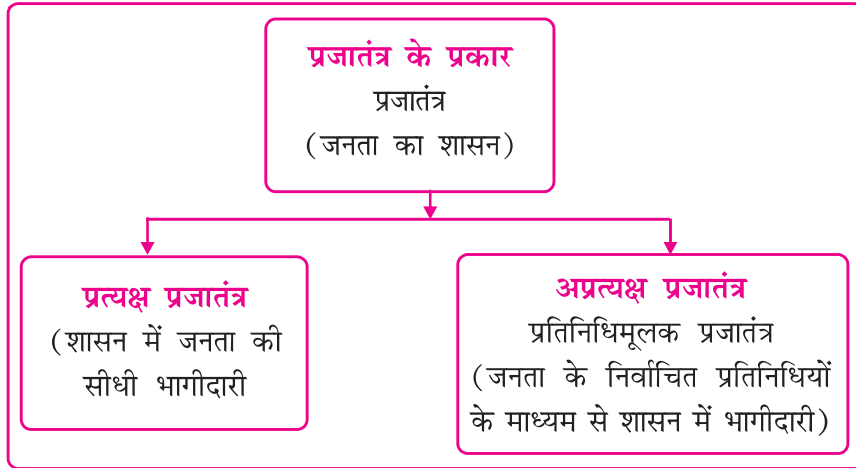 प्रजातंत्र के प्रकार
प्रजातंत्र
(जनता का शासन)
प्रत्यक्ष प्रजातंत्र
(शासन में जनता की
सीधी भागीदारी
अप्रत्यक्ष प्रजातंत्र
प्रतिनिधिमूलक प्रजातंत्र
(जनता के निर्वाचित प्रतिनिधियों
के माध्यम से शासन में भागीदारी)